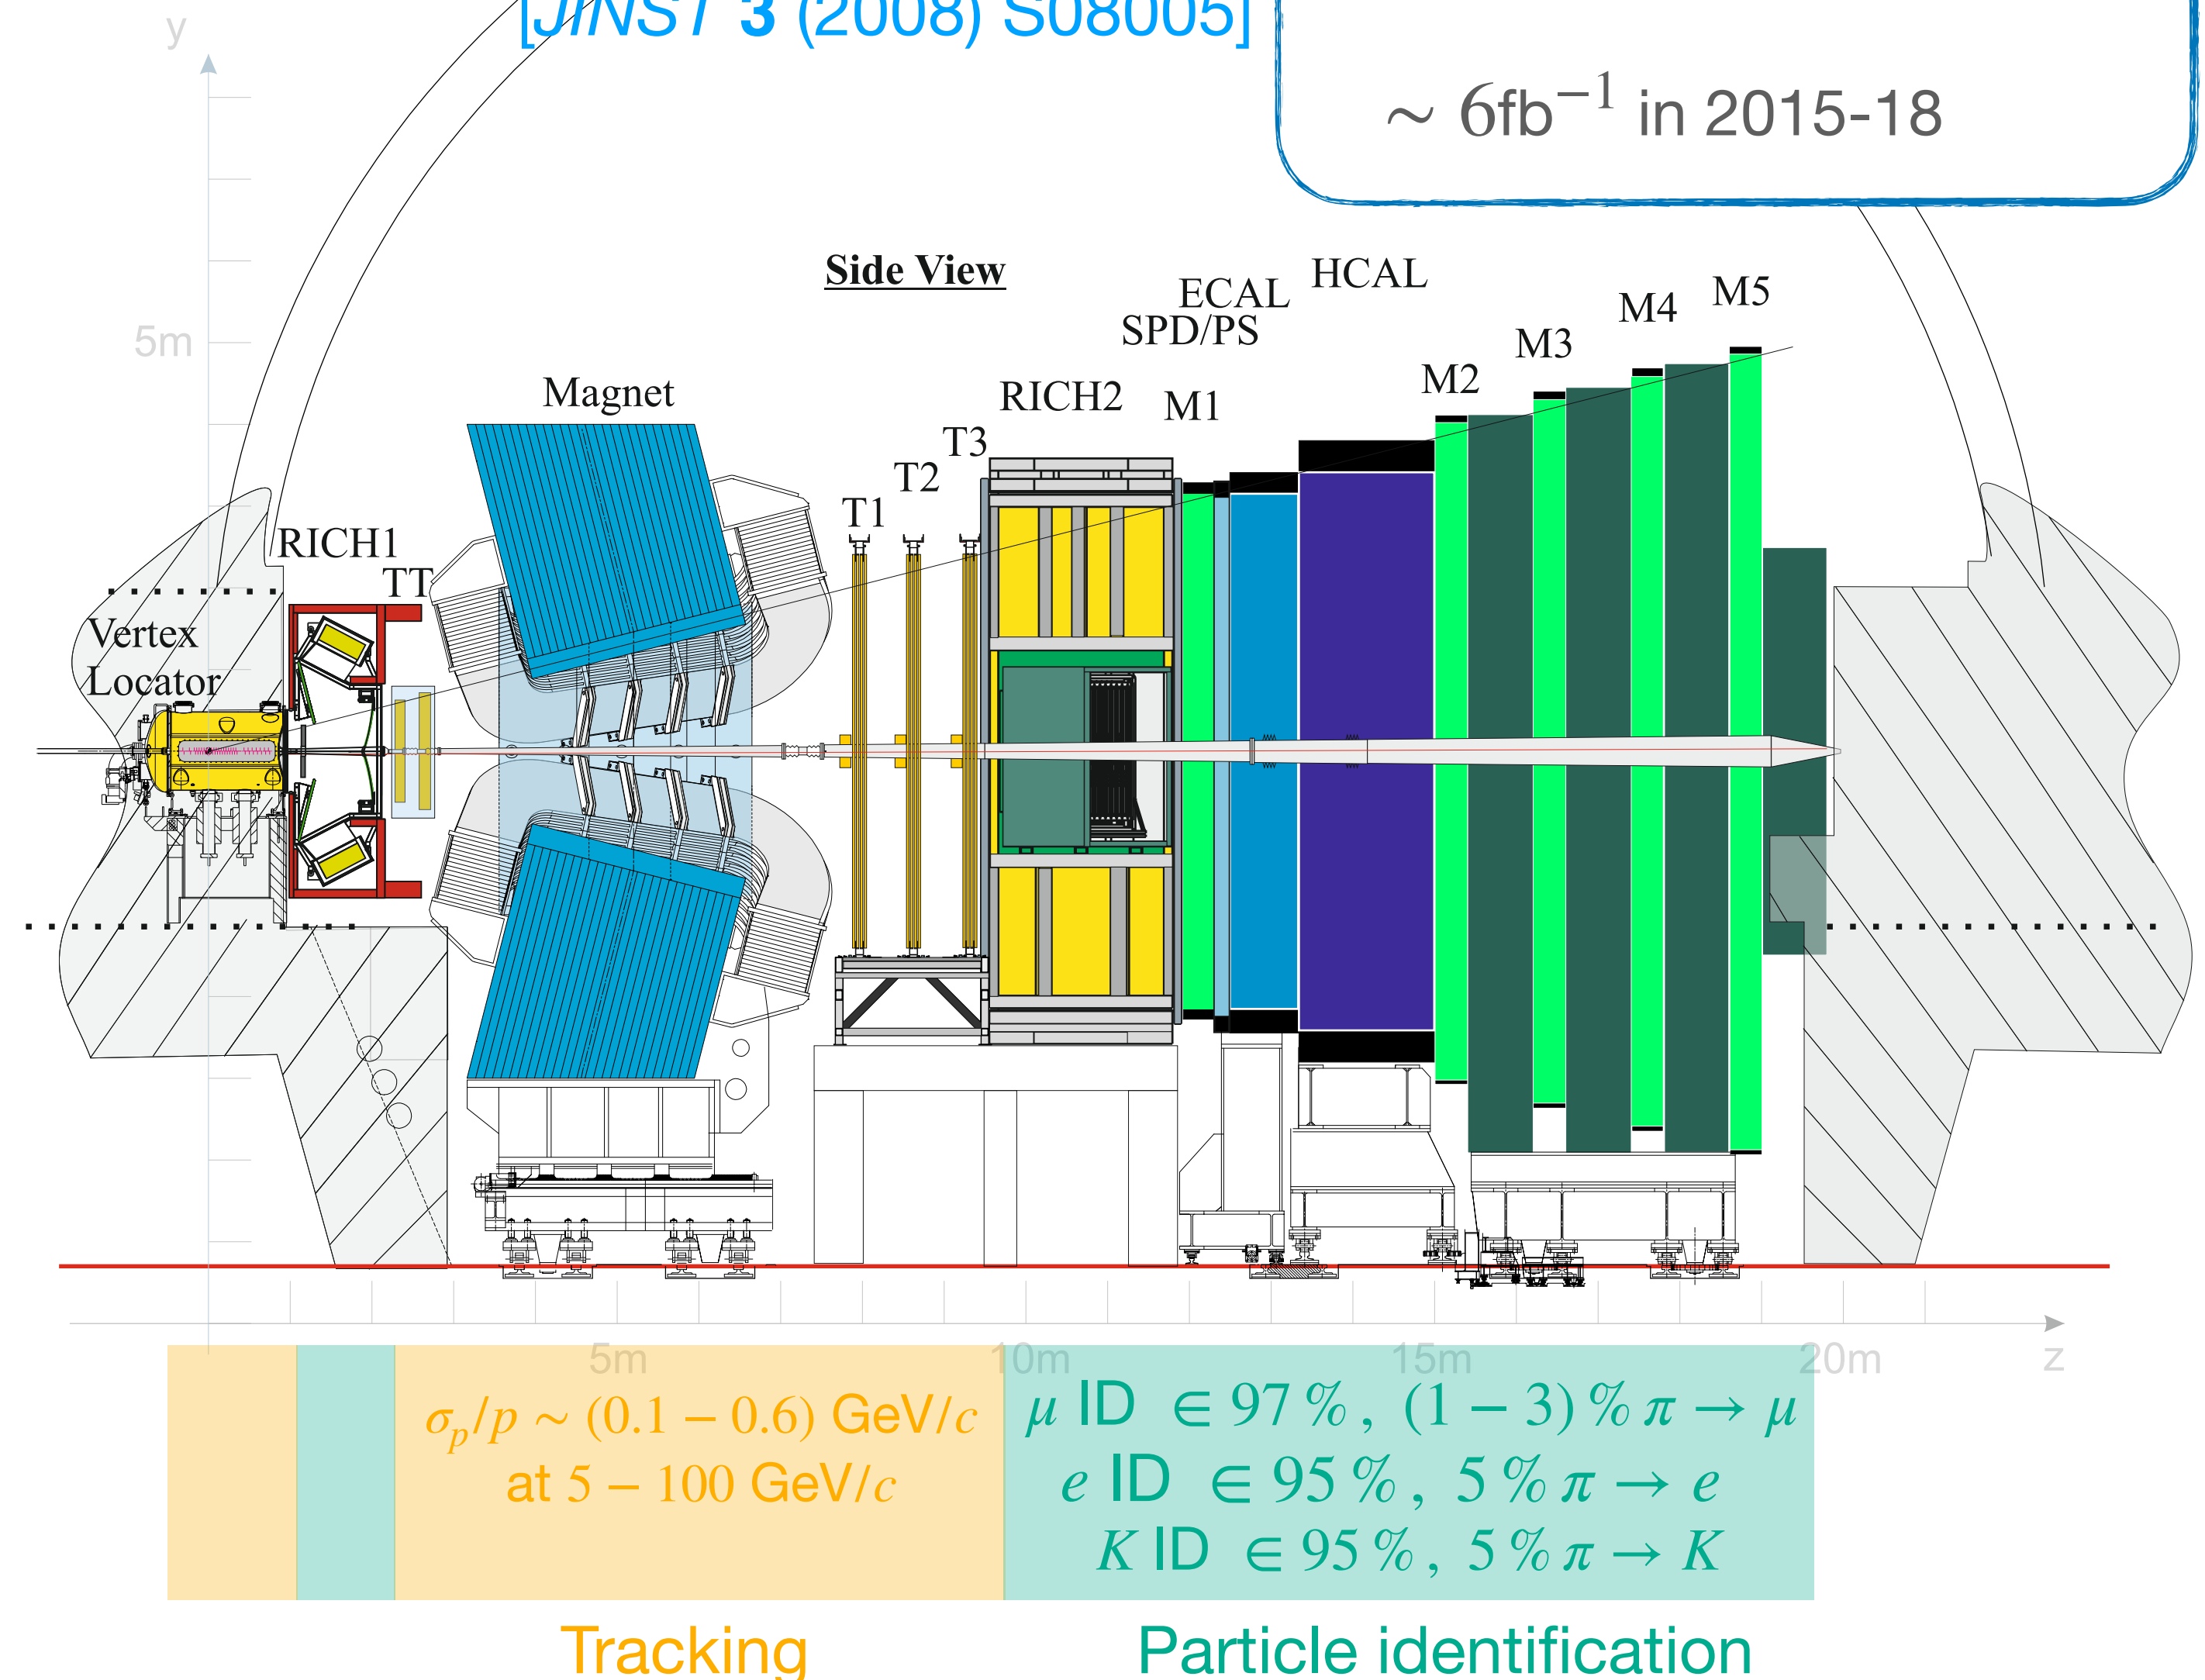 [JINST 3 (2008) S08005]
∼ 6fb⁻¹ in 2015-18
y
Side View
ECAL
HCAL
SPD/PS
M5
M4
M3
M2
5m
Magnet
RICH2
M1
T3
T2
T1
RICH1
TT
Vertex
Locator
5m
10m
15m
20m
z
σₚ/p ∼ (0.1 − 0.6) GeV/c
at 5 − 100 GeV/c
μ ID ∈ 97 % , (1 − 3) % π → μ
e ID ∈ 95 % , 5 % π → e
K ID ∈ 95 % , 5 % π → K
Tracking
Particle identification